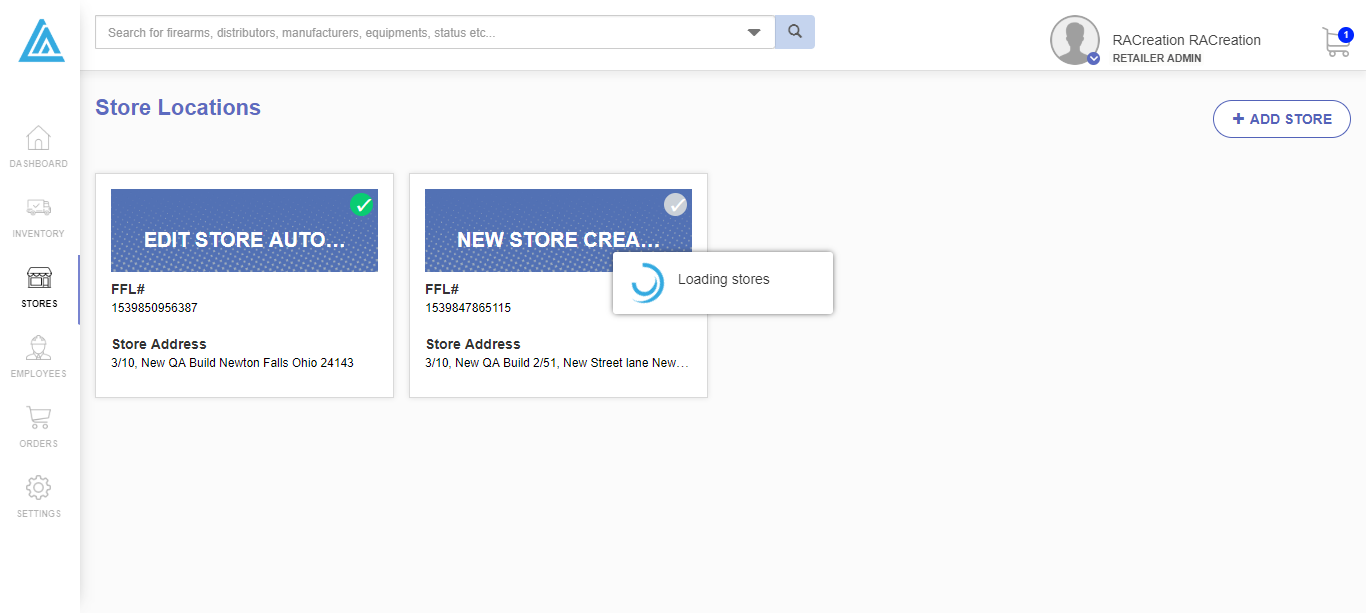 Search for firearms, distributors, manufacturers, equipments, status etc...
RACreation RACreation
RETAILER ADMIN
1
Store Locations
+ ADD STORE
DASHBOARD
INVENTORY
STORES
EMPLOYEES
ORDERS
SETTINGS
EDIT STORE AUTO...
FFL#
1539850956387
Store Address
3/10, New QA Build Newton Falls Ohio 24143
NEW STORE CREA...
FFL#
1539847865115
Store Address
3/10, New QA Build 2/51, New Street lane New...
Loading stores